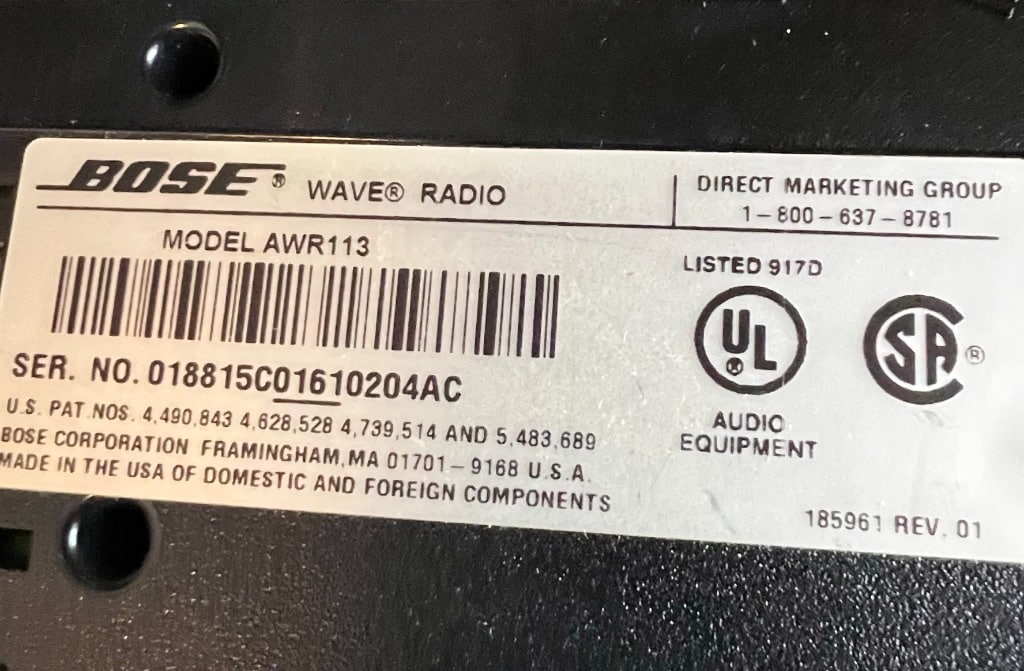 BOSE® WAVE® RADIO
DIRECT MARKETING GROUP
1-800-637-8781
MODEL AWR113
LISTED 917D
UL®
SA®
SER. NO. 018815C01610204AC
AUDIO
EQUIPMENT
U.S. PAT NOS. 4,490,843 4,628,528 4,739,514 AND 5,483,689
BOSE CORPORATION FRAMINGHAM, MA 01701-9168 U.S.A.
MADE IN THE USA OF DOMESTIC AND FOREIGN COMPONENTS
185961 REV. 01